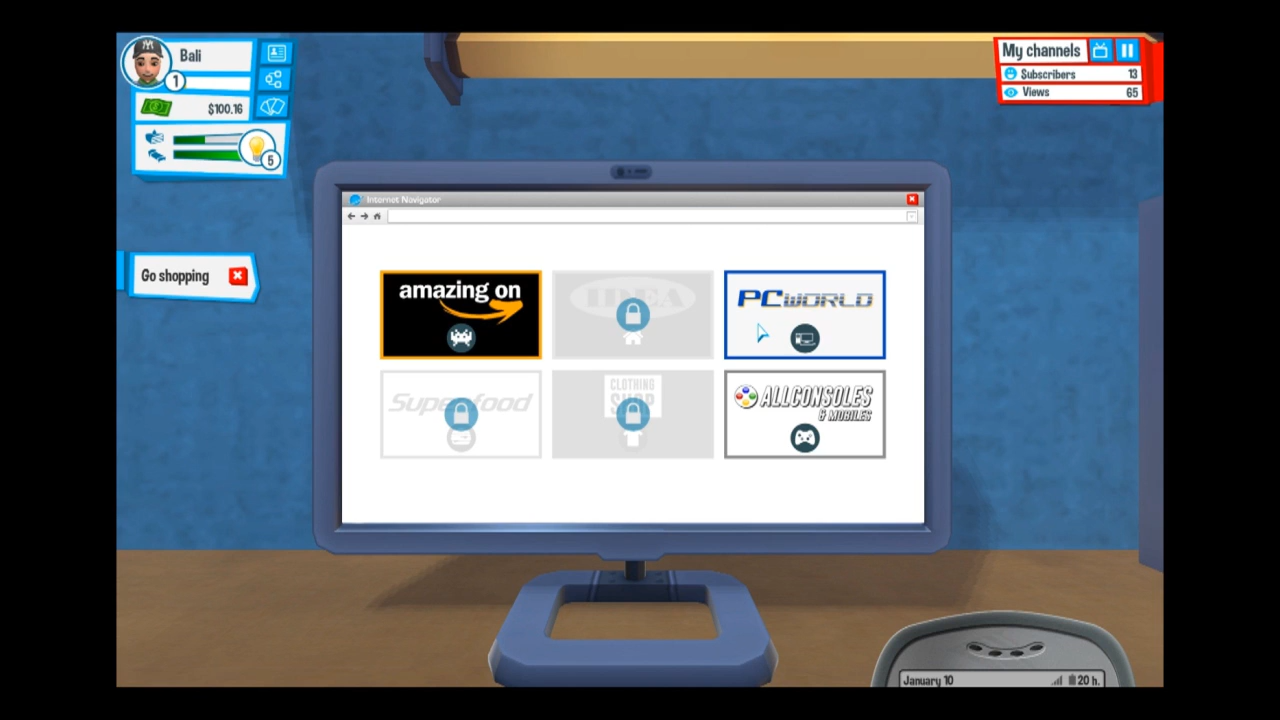 Bali
1
$100.16
5
My channels
Subscribers 13
Views 65
Go shopping
Internet Navigator
amazing on
IDEA
PCWORLD
Superfood
CLOTHING
SHOP
ALLCONSOLES
& MOBILES
January 10
20 h.